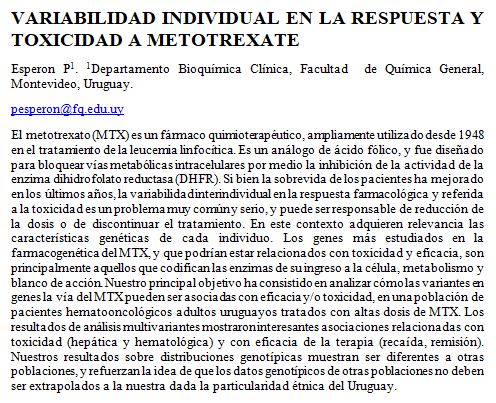 VARIABILIDAD INDIVIDUAL EN LA RESPUESTA Y
TOXICIDAD A METOTREXATE
Esperon P1. 1Departamento Bioquímica Clínica, Facultad de Química General,
Montevideo, Uruguay.
pesperon@fq.edu.uy
El metotrexato (MTX) es un fármaco quimioterapéutico, ampliamente utilizado desde 1948
en el tratamiento de la leucemia linfocítica. Es un análogo de ácido fólico, y fue diseñado
para bloquear vías metabólicas intracelulares por medio la inhibición de la actividad de la
enzima dihidrofolato reductasa (DHFR). Si bien la sobrevida de los pacientes ha mejorado
en los últimos años, la variabilidad interindividual en la respuesta farmacológica y referida
a la toxicidad es un problema muy común y serio, y puede ser responsable de reducción de
la dosis o de discontinuar el tratamiento. En este contexto adquieren relevancia las
características genéticas de cada individuo. Los genes más estudiados en la
farmacogenética del MTX, y que podrían estar relacionados con toxicidad y eficacia, son
principalmente aquellos que codifican las enzimas de su ingreso a la célula, metabolismo y
blanco de acción. Nuestro principal objetivo ha consistido en analizar cómo las variantes en
genes la vía del MTX pueden ser asociadas con eficacia y/o toxicidad, en una población de
pacientes hematooncológicos adultos uruguayos tratados con altas dosis de MTX. Los
resultados de análisis multivariantes mostraron interesantes asociaciones relacionadas con
toxicidad (hepática y hematológica) y con eficacia de la terapia (recaída, remisión).
Nuestros resultados sobre distribuciones genotípicas muestran ser diferentes a otras
poblaciones, y refuerzan la idea de que los datos genotípicos de otras poblaciones no deben
ser extrapolados a la nuestra dada la particularidad étnica del Uruguay.